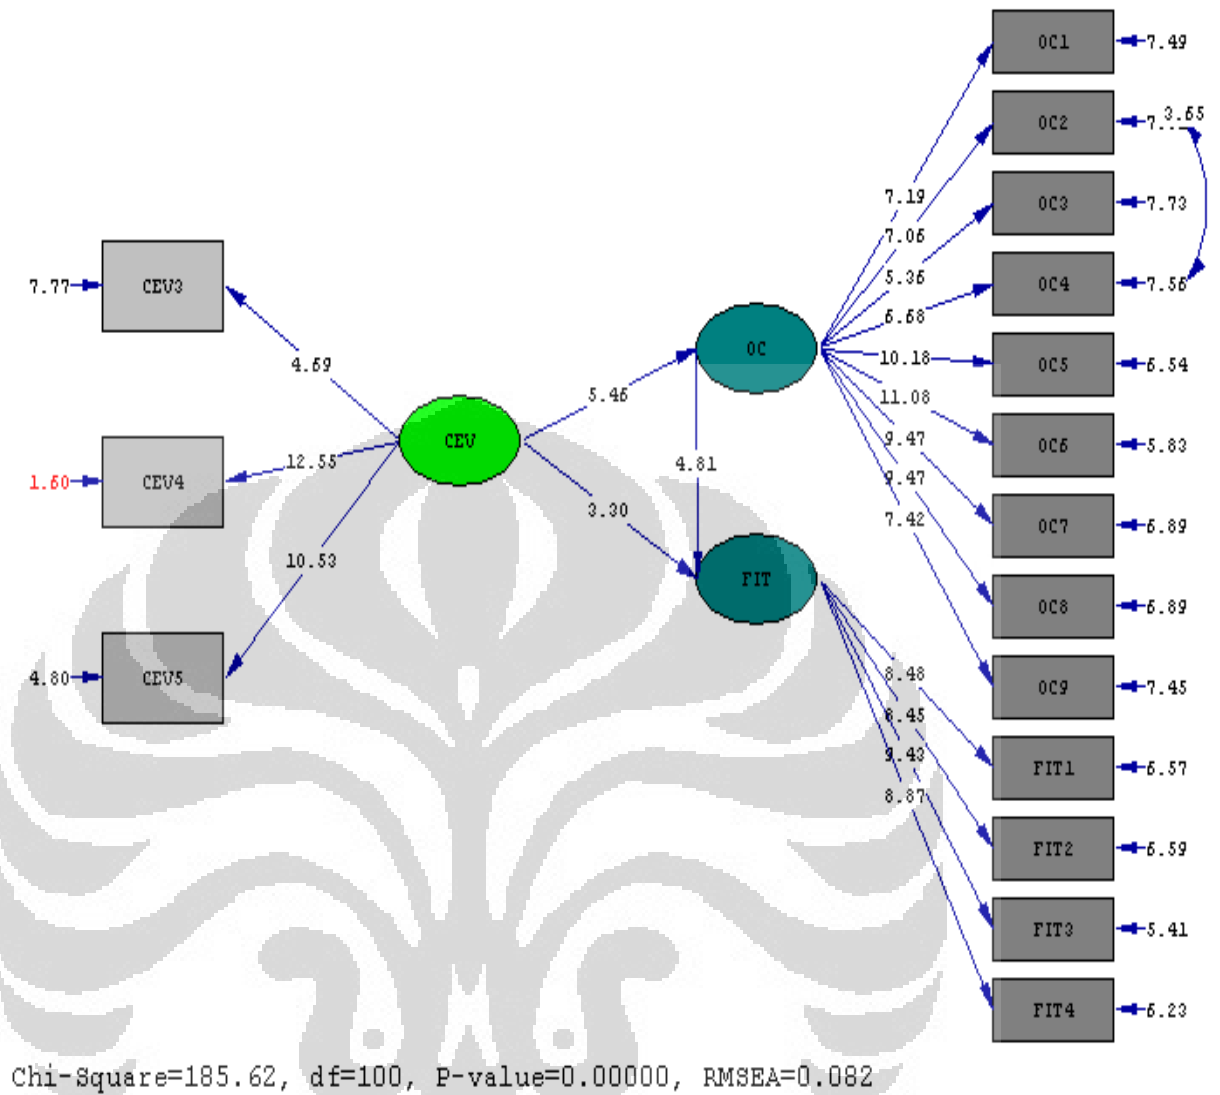 OC1 7.49
OC2 3.65
7.19 OC3 7.73
7.06
7.77 CEV3 5.36 OC4 7.56
6.68
OC
4.69 10.18 OC5 6.54
5.46 11.08
CEV 9.47 OC6 5.83
12.55 4.81
1.60 CEV4 9.47
3.30 7.42 OC7 6.89
10.53
FIT
OC8 6.89
4.80 CEV5 8.48 OC9 7.45
8.45
9.43 FIT1 6.57
8.87
FIT2 6.59
FIT3 5.41
FIT4 6.23
Chi-Square=185.62, df=100, P-value=0.00000, RMSEA=0.082